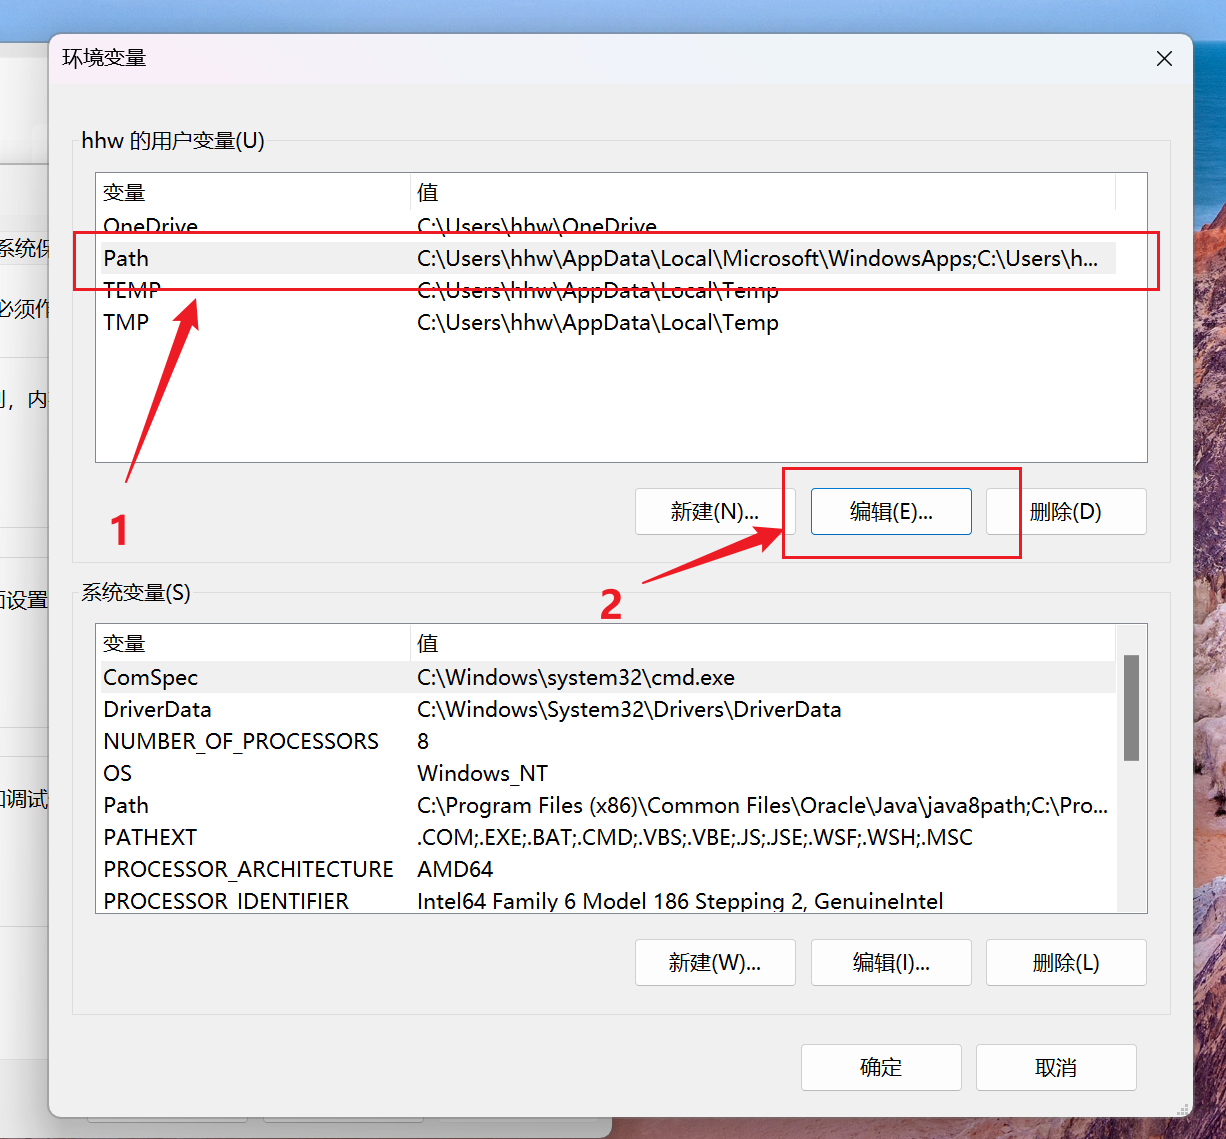 环境变量
hhw 的用户变量(U)
变量 值
OneDrive C:\Users\hhw\OneDrive
Path C:\Users\hhw\AppData\Local\Microsoft\WindowsApps;C:\Users\h...
TEMP C:\Users\hhw\AppData\Local\Temp
TMP C:\Users\hhw\AppData\Local\Temp
新建(N)... 编辑(E)... 删除(D)
1
2
系统变量(S)
变量 值
ComSpec C:\Windows\system32\cmd.exe
DriverData C:\Windows\System32\Drivers\DriverData
NUMBER_OF_PROCESSORS 8
OS Windows_NT
Path C:\Program Files (x86)\Common Files\Oracle\Java\java8path;C:\Pro...
PATHEXT .COM;.EXE;.BAT;.CMD;.VBS;.VBE;.JS;.JSE;.WSF;.WSH;.MSC
PROCESSOR_ARCHITECTURE AMD64
PROCESSOR_IDENTIFIER Intel64 Family 6 Model 186 Stepping 2, GenuineIntel
新建(W)... 编辑(I)... 删除(L)
确定 取消
系统保
必须作
，内
设置
调试